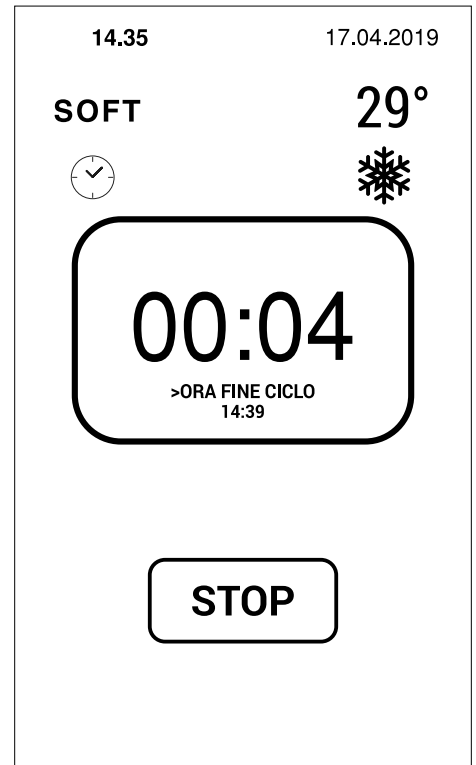 14.35 17.04.2019
SOFT 29°
00:04
>ORA FINE CICLO
14:39
STOP